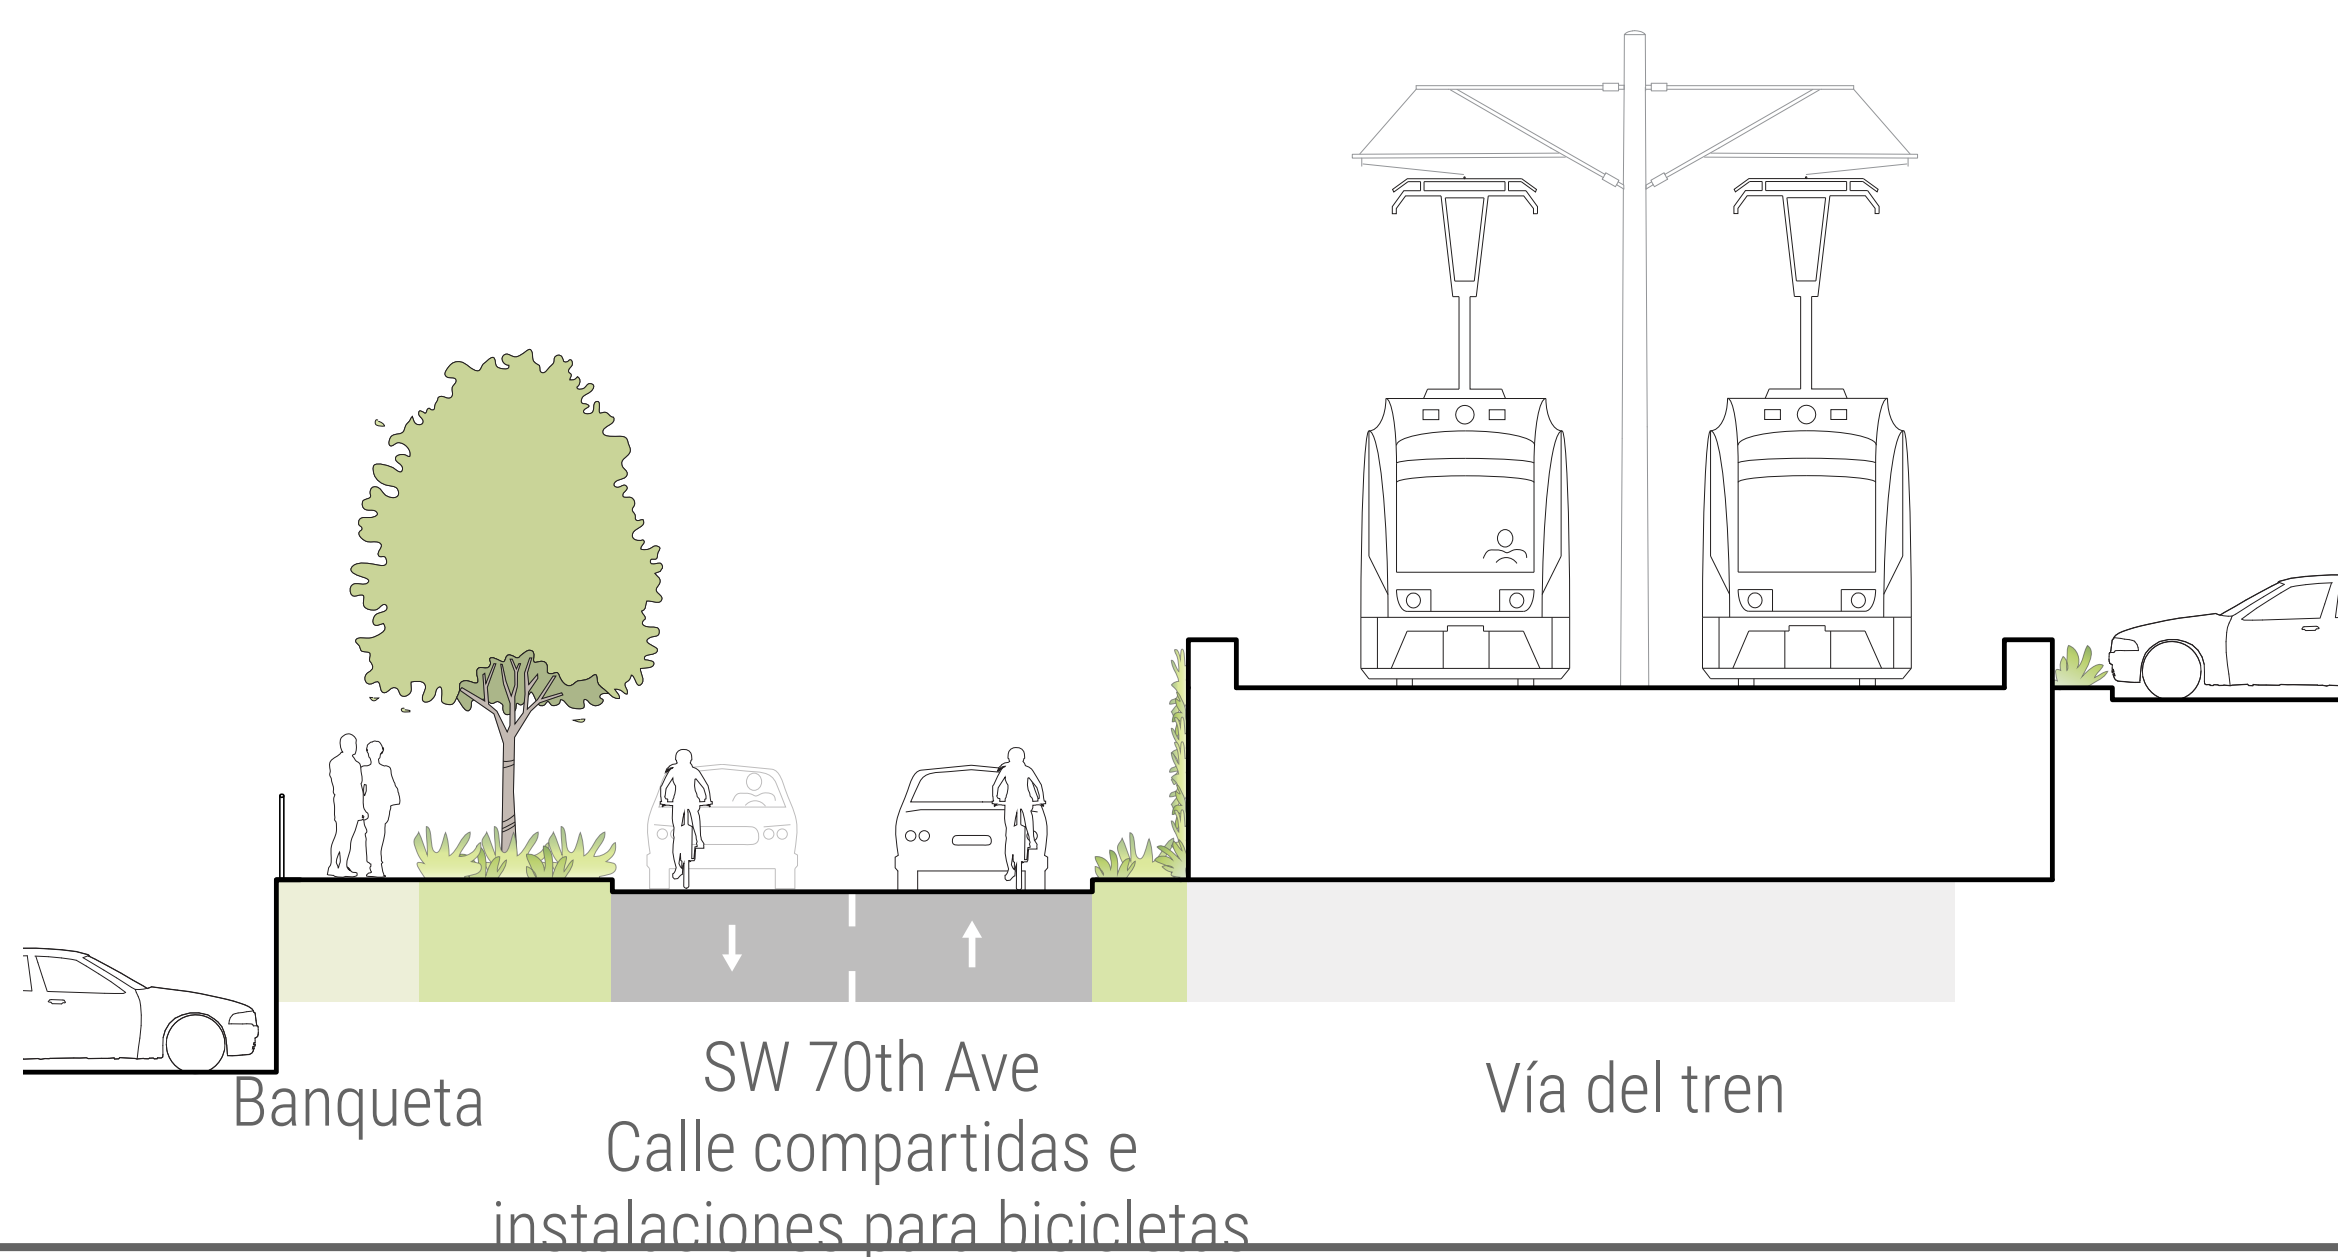 Banqueta
SW 70th Ave
Calle compartidas e
instalaciones para bicicletas
Vía del tren